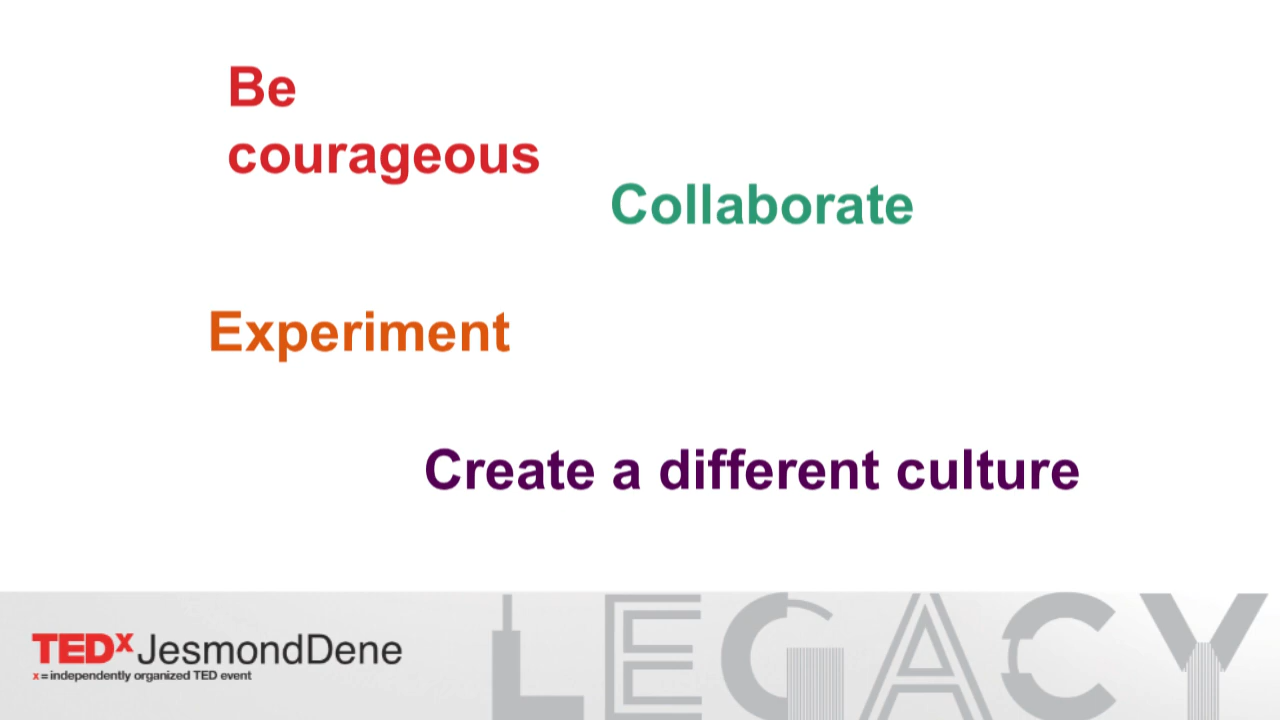 Be
courageous
Collaborate
Experiment
Create a different culture
TEDx JesmondDene
x = independently organized TED event
LEGACY